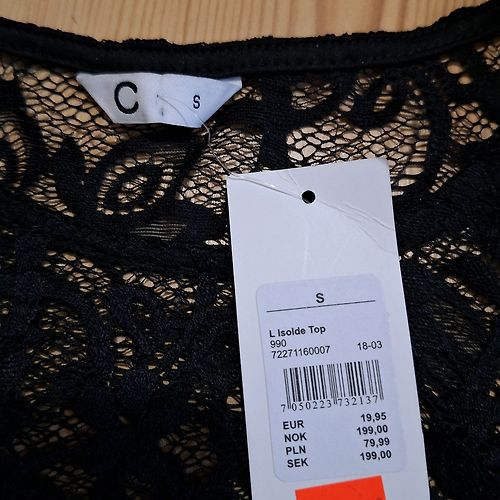 C S
S
L Isolde Top
990
72271160007 18-03
7 050223 732137
EUR 19,95
NOK 199,00
PLN 79,99
SEK 199,00